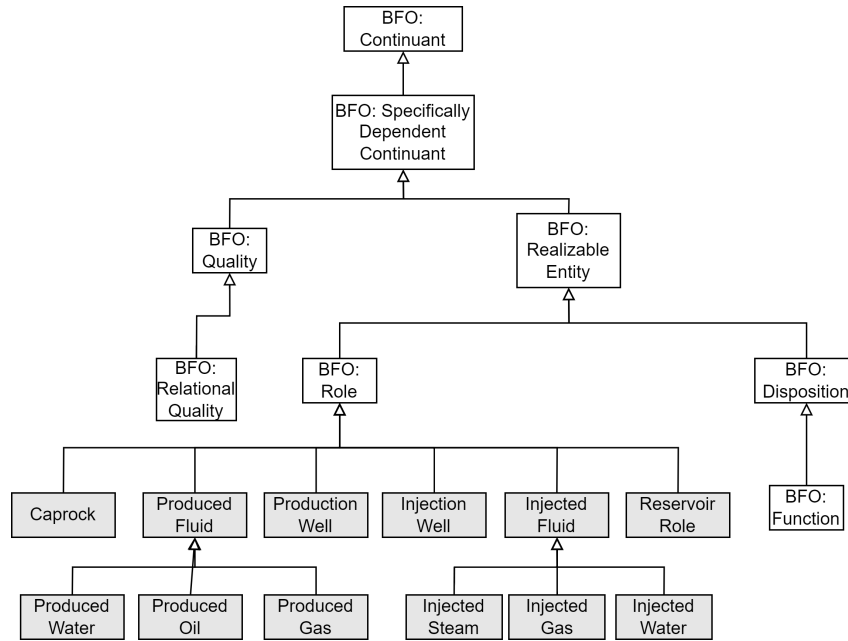 BFO:
Continuant
BFO: Specifically
Dependent
Continuant
BFO:
Quality
BFO:
Realizable
Entity
BFO:
Relational
Quality
BFO:
Role
BFO:
Disposition
Caprock
Produced
Fluid
Production
Well
Injection
Well
Injected
Fluid
Reservoir
Role
BFO:
Function
Produced
Water
Produced
Oil
Produced
Gas
Injected
Steam
Injected
Gas
Injected
Water